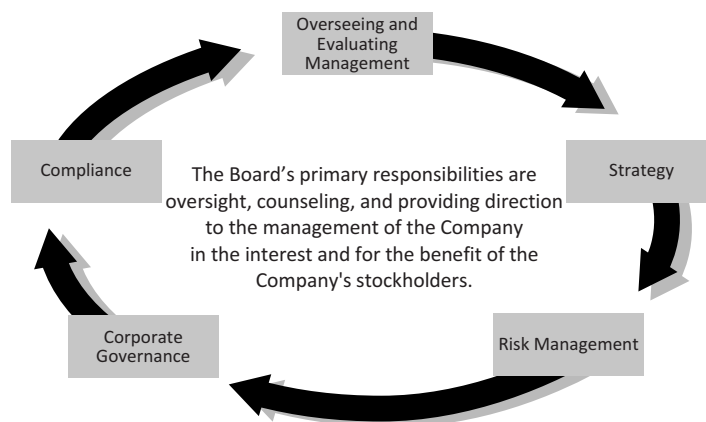 Overseeing and
Evaluating
Management
Compliance
Strategy
The Board’s primary responsibilities are
oversight, counseling, and providing direction
to the management of the Company
in the interest and for the benefit of the
Company's stockholders.
Corporate
Governance
Risk Management